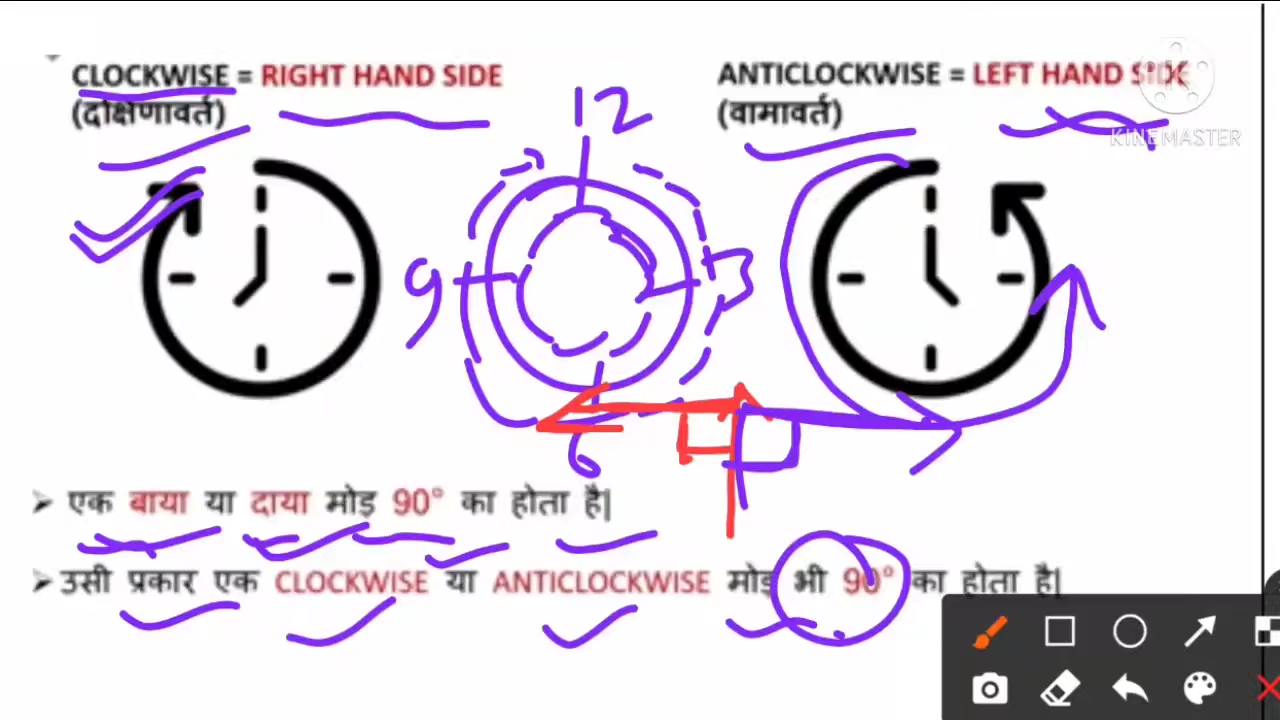 CLOCKWISE = RIGHT HAND SIDE
(दक्षिणावर्त)
ANTICLOCKWISE = LEFT HAND SIDE
(वामावर्त)
KINEMASTER
12
9
3
6
➢ एक बाया या दाया मोड़ 90° का होता है|
➢ उसी प्रकार एक CLOCKWISE या ANTICLOCKWISE मोड़ भी 90° का होता है|